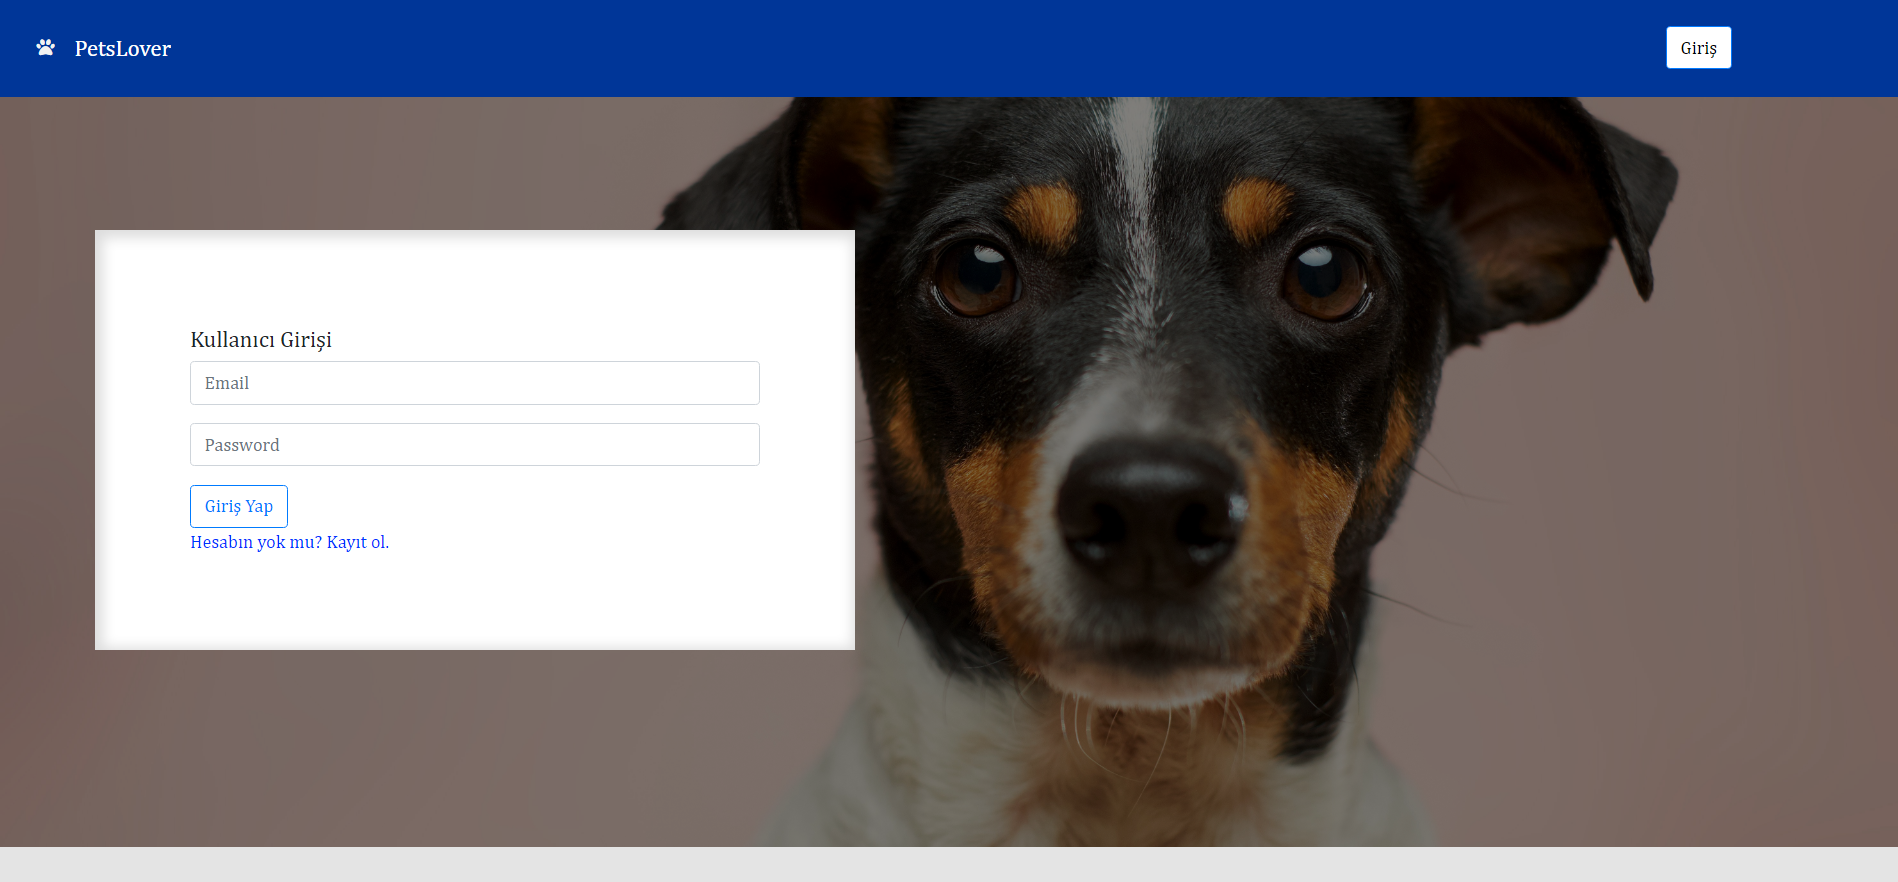 PetsLover
Giriş
Kullanıcı Girişi
Email
Password
Giriş Yap
Hesabın yok mu? Kayıt ol.